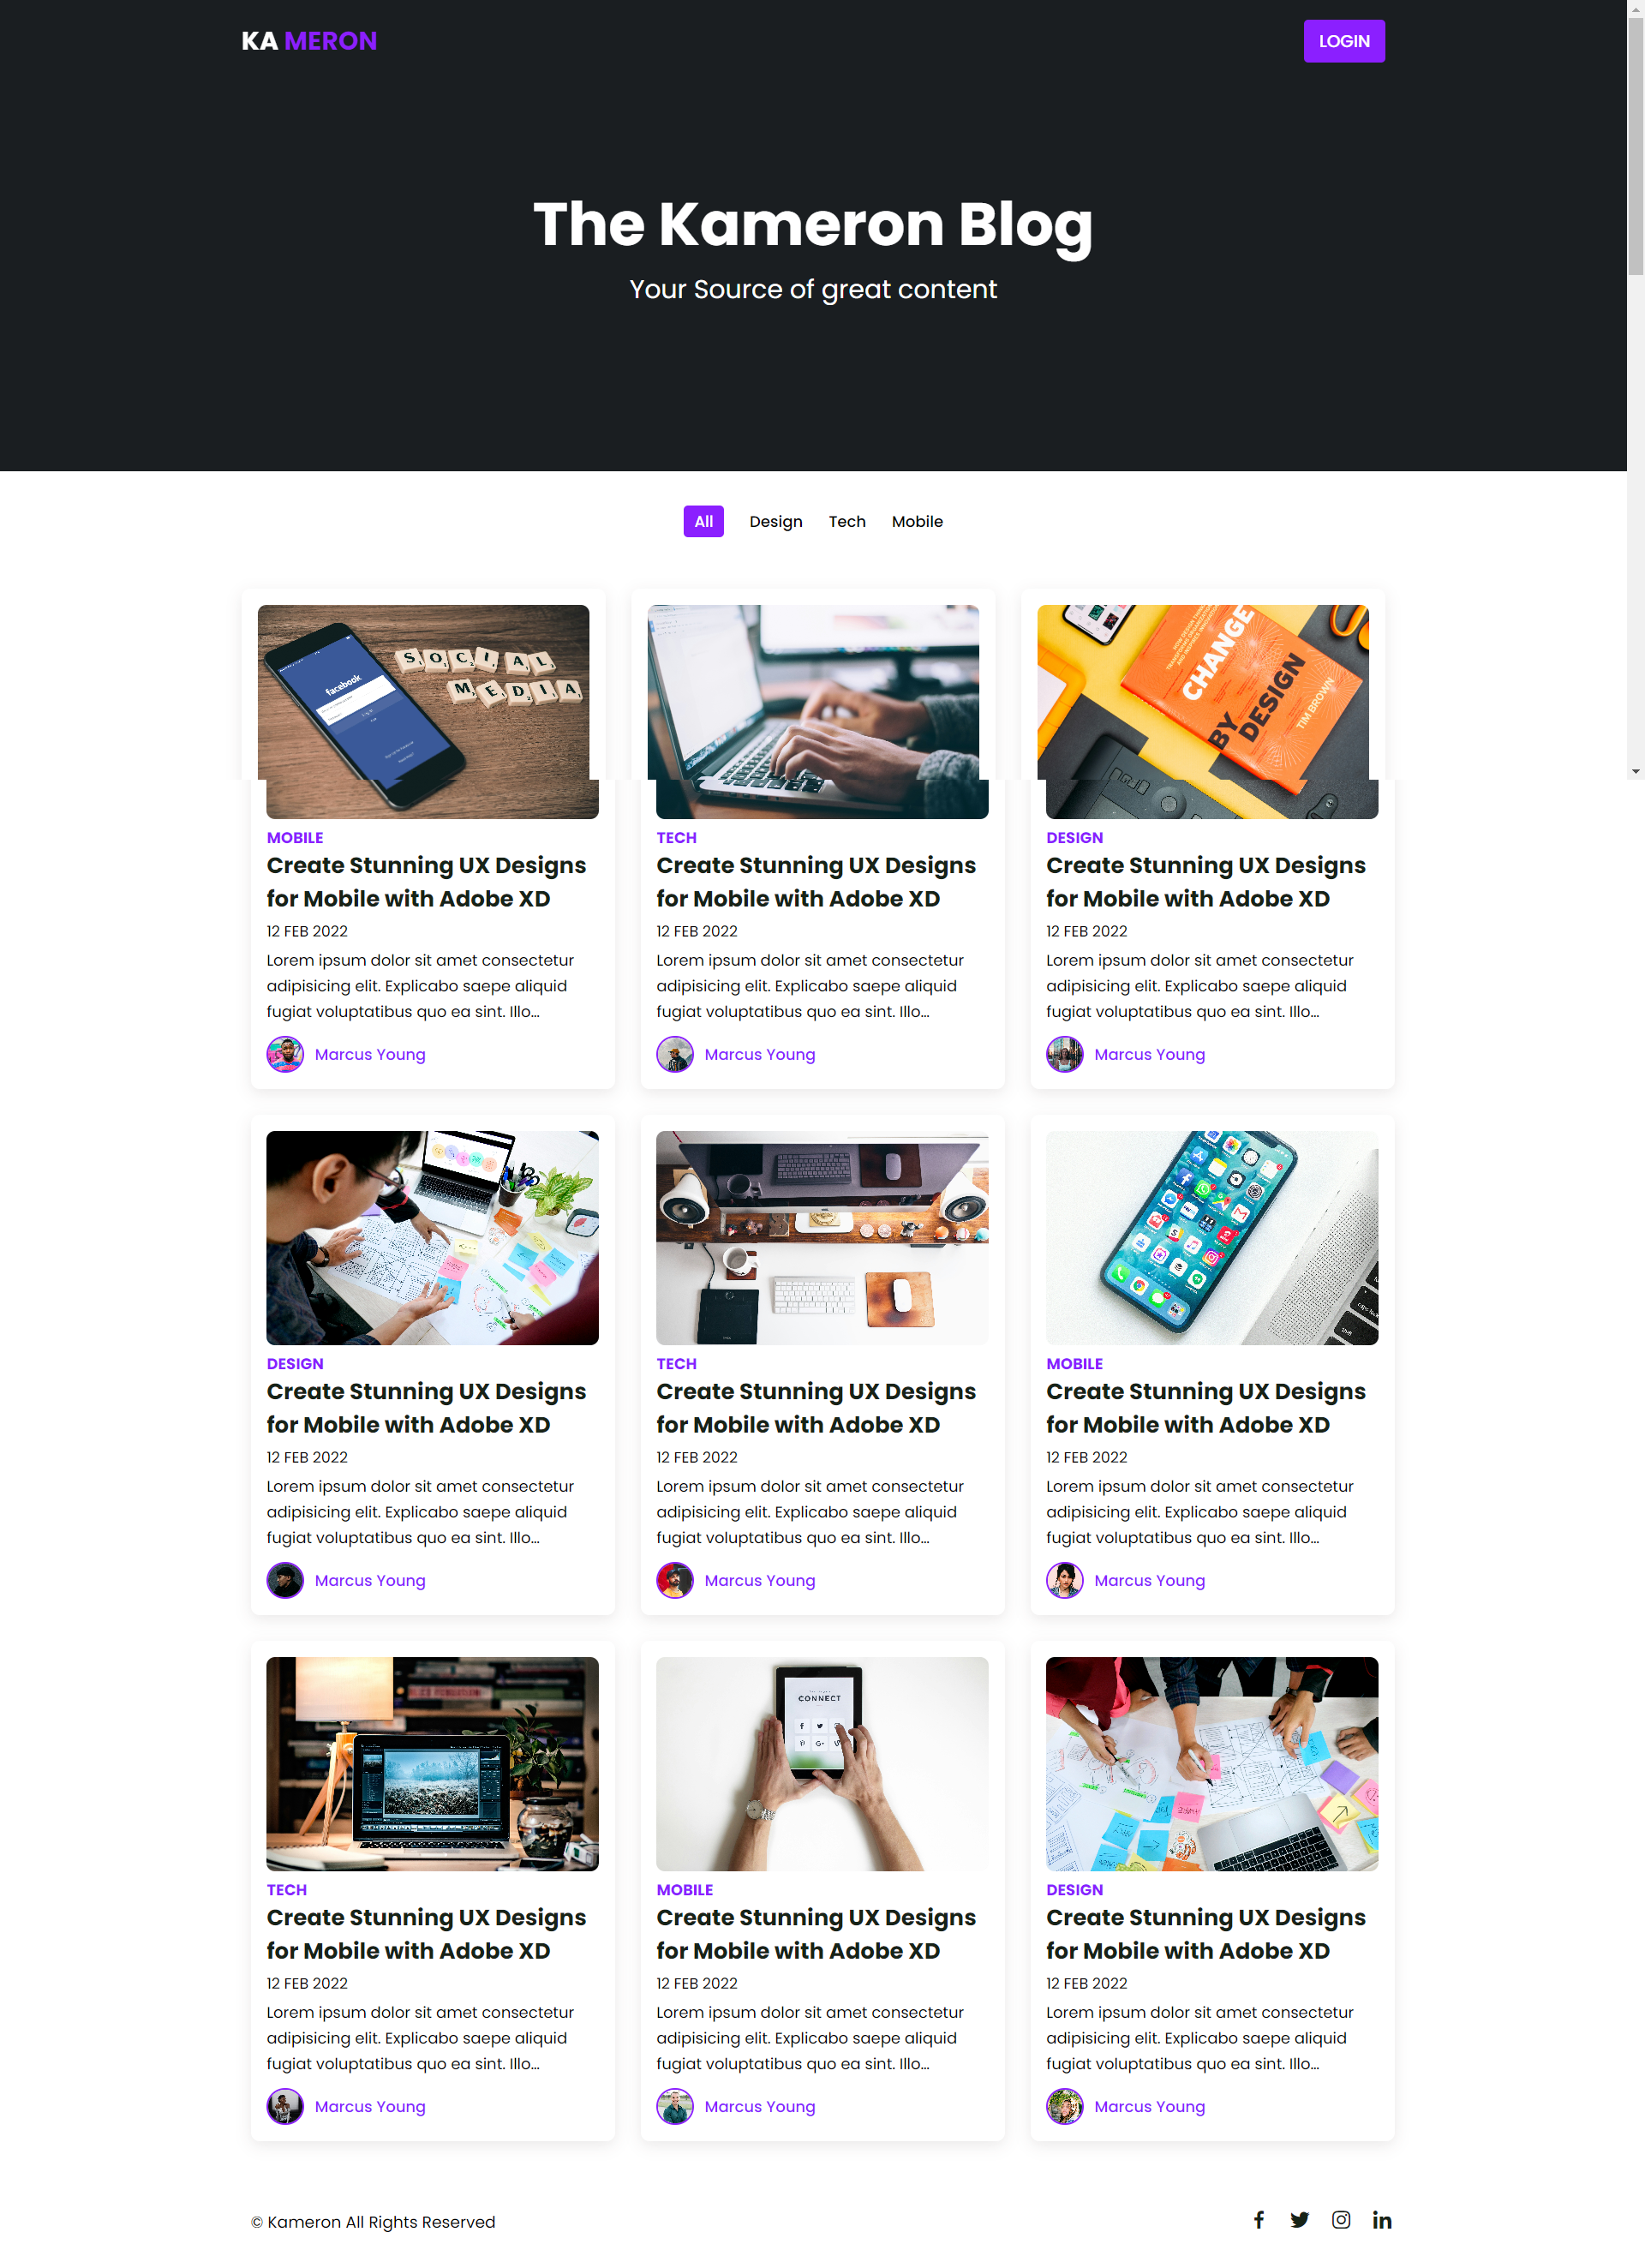 KA MERON
LOGIN
The Kameron Blog
Your Source of great content
All Design Tech Mobile
SOCIAL
MEDIA
facebook
CHANGE
BY
DESIGN
TIM BROWN
MOBILE
Create Stunning UX Designs
for Mobile with Adobe XD
12 FEB 2022
Lorem ipsum dolor sit amet consectetur
adipisicing elit. Explicabo saepe aliquid
fugiat voluptatibus quo ea sint. Illo...
Marcus Young
TECH
Create Stunning UX Designs
for Mobile with Adobe XD
12 FEB 2022
Lorem ipsum dolor sit amet consectetur
adipisicing elit. Explicabo saepe aliquid
fugiat voluptatibus quo ea sint. Illo...
Marcus Young
DESIGN
Create Stunning UX Designs
for Mobile with Adobe XD
12 FEB 2022
Lorem ipsum dolor sit amet consectetur
adipisicing elit. Explicabo saepe aliquid
fugiat voluptatibus quo ea sint. Illo...
Marcus Young
DESIGN
Create Stunning UX Designs
for Mobile with Adobe XD
12 FEB 2022
Lorem ipsum dolor sit amet consectetur
adipisicing elit. Explicabo saepe aliquid
fugiat voluptatibus quo ea sint. Illo...
Marcus Young
TECH
Create Stunning UX Designs
for Mobile with Adobe XD
12 FEB 2022
Lorem ipsum dolor sit amet consectetur
adipisicing elit. Explicabo saepe aliquid
fugiat voluptatibus quo ea sint. Illo...
Marcus Young
MOBILE
Create Stunning UX Designs
for Mobile with Adobe XD
12 FEB 2022
Lorem ipsum dolor sit amet consectetur
adipisicing elit. Explicabo saepe aliquid
fugiat voluptatibus quo ea sint. Illo...
Marcus Young
CONNECT
TECH
Create Stunning UX Designs
for Mobile with Adobe XD
12 FEB 2022
Lorem ipsum dolor sit amet consectetur
adipisicing elit. Explicabo saepe aliquid
fugiat voluptatibus quo ea sint. Illo...
Marcus Young
MOBILE
Create Stunning UX Designs
for Mobile with Adobe XD
12 FEB 2022
Lorem ipsum dolor sit amet consectetur
adipisicing elit. Explicabo saepe aliquid
fugiat voluptatibus quo ea sint. Illo...
Marcus Young
DESIGN
Create Stunning UX Designs
for Mobile with Adobe XD
12 FEB 2022
Lorem ipsum dolor sit amet consectetur
adipisicing elit. Explicabo saepe aliquid
fugiat voluptatibus quo ea sint. Illo...
Marcus Young
© Kameron All Rights Reserved